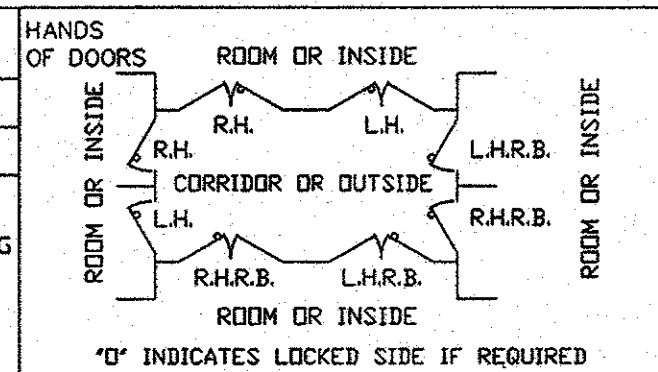 HANDS
OF DOORS
ROOM OR INSIDE
ROOM OR INSIDE
R.H.
L.H.
R.H.
L.H.R.B.
CORRIDOR OR OUTSIDE
L.H.
R.H.R.B.
G
R.H.R.B.
L.H.R.B.
ROOM OR INSIDE
ROOM OR INSIDE
"O" INDICATES LOCKED SIDE IF REQUIRED